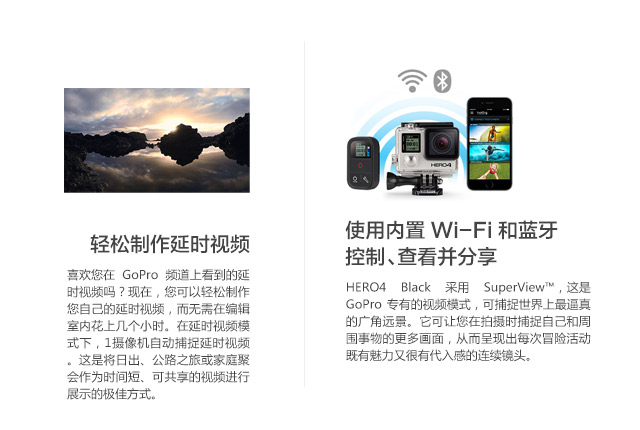 轻松制作延时视频
喜欢您在 GoPro 频道上看到的延
时视频吗？现在，您可以轻松制作
您自己的延时视频，而无需在编辑
室内花上几个小时。在延时视频模
式下，1摄像机自动捕捉延时视频
。这是将日出、公路之旅或家庭聚
会作为时间短、可共享的视频进行
展示的极佳方式。
HERO4
使用内置 Wi-Fi 和蓝牙
控制、查看并分享
HERO4 Black 采用 SuperView™，这是
GoPro 专有的视频模式，可捕捉世界上最逼真
的广角远景。它可让您在拍摄时捕捉自己和周
围事物的更多画面，从而呈现出每次冒险活动
既有魅力又很有代入感的连续镜头。